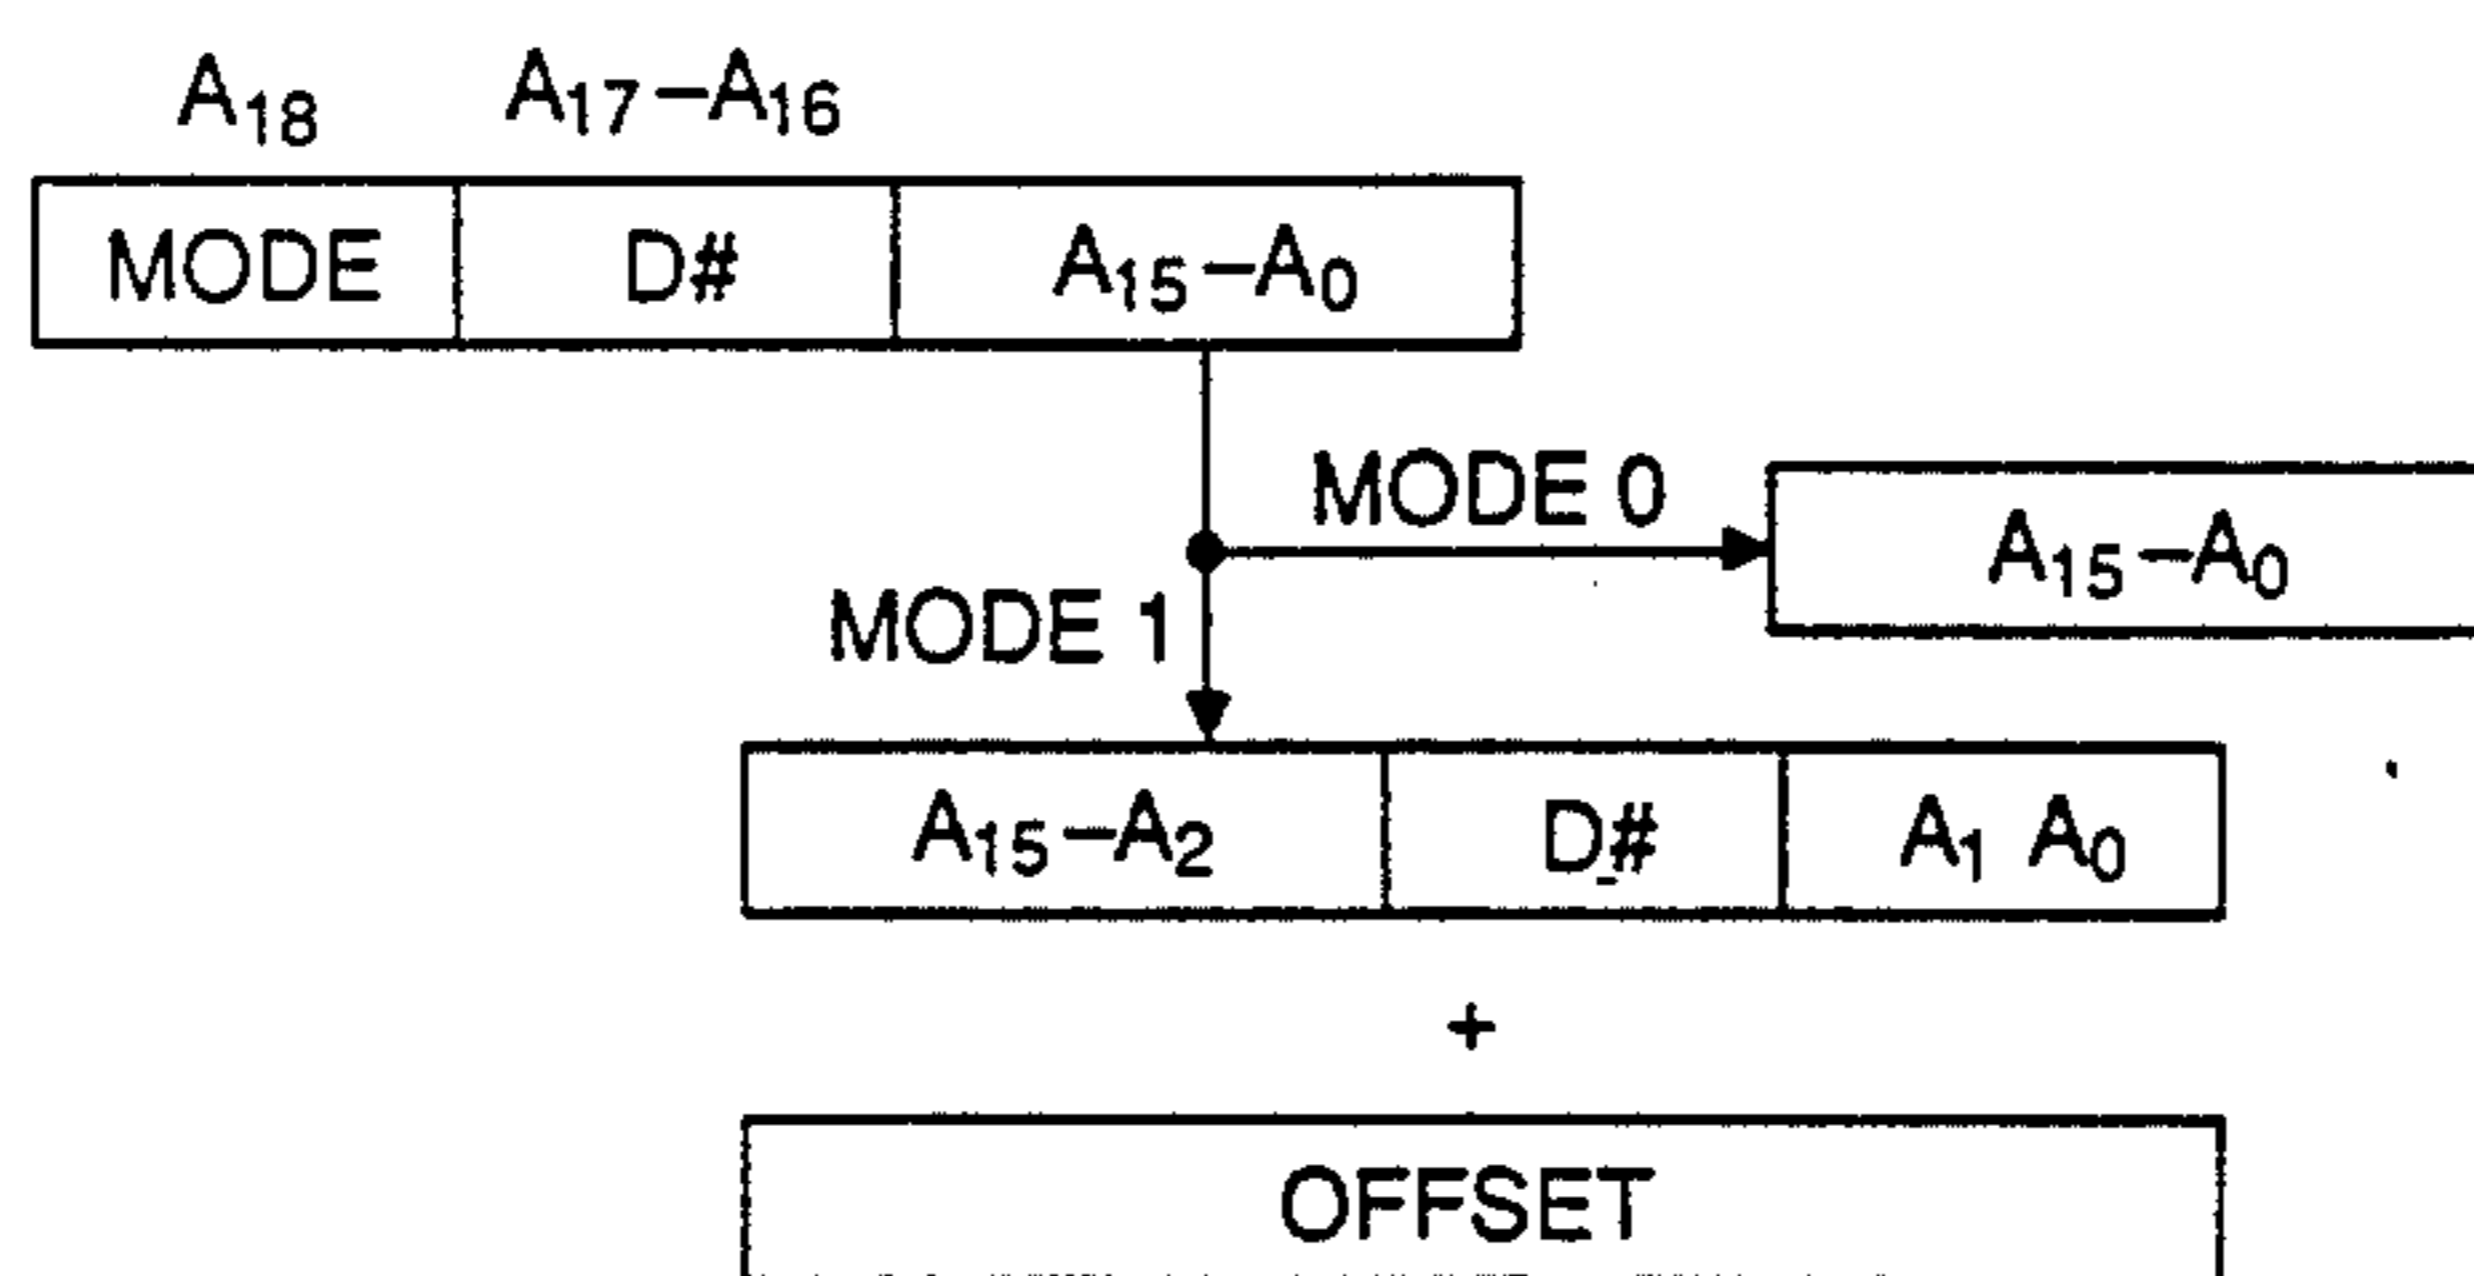 A18 A17–A16
MODE D# A15–A0
MODE 0
A15–A0
MODE 1
A15–A2 D# A1 A0
+
OFFSET